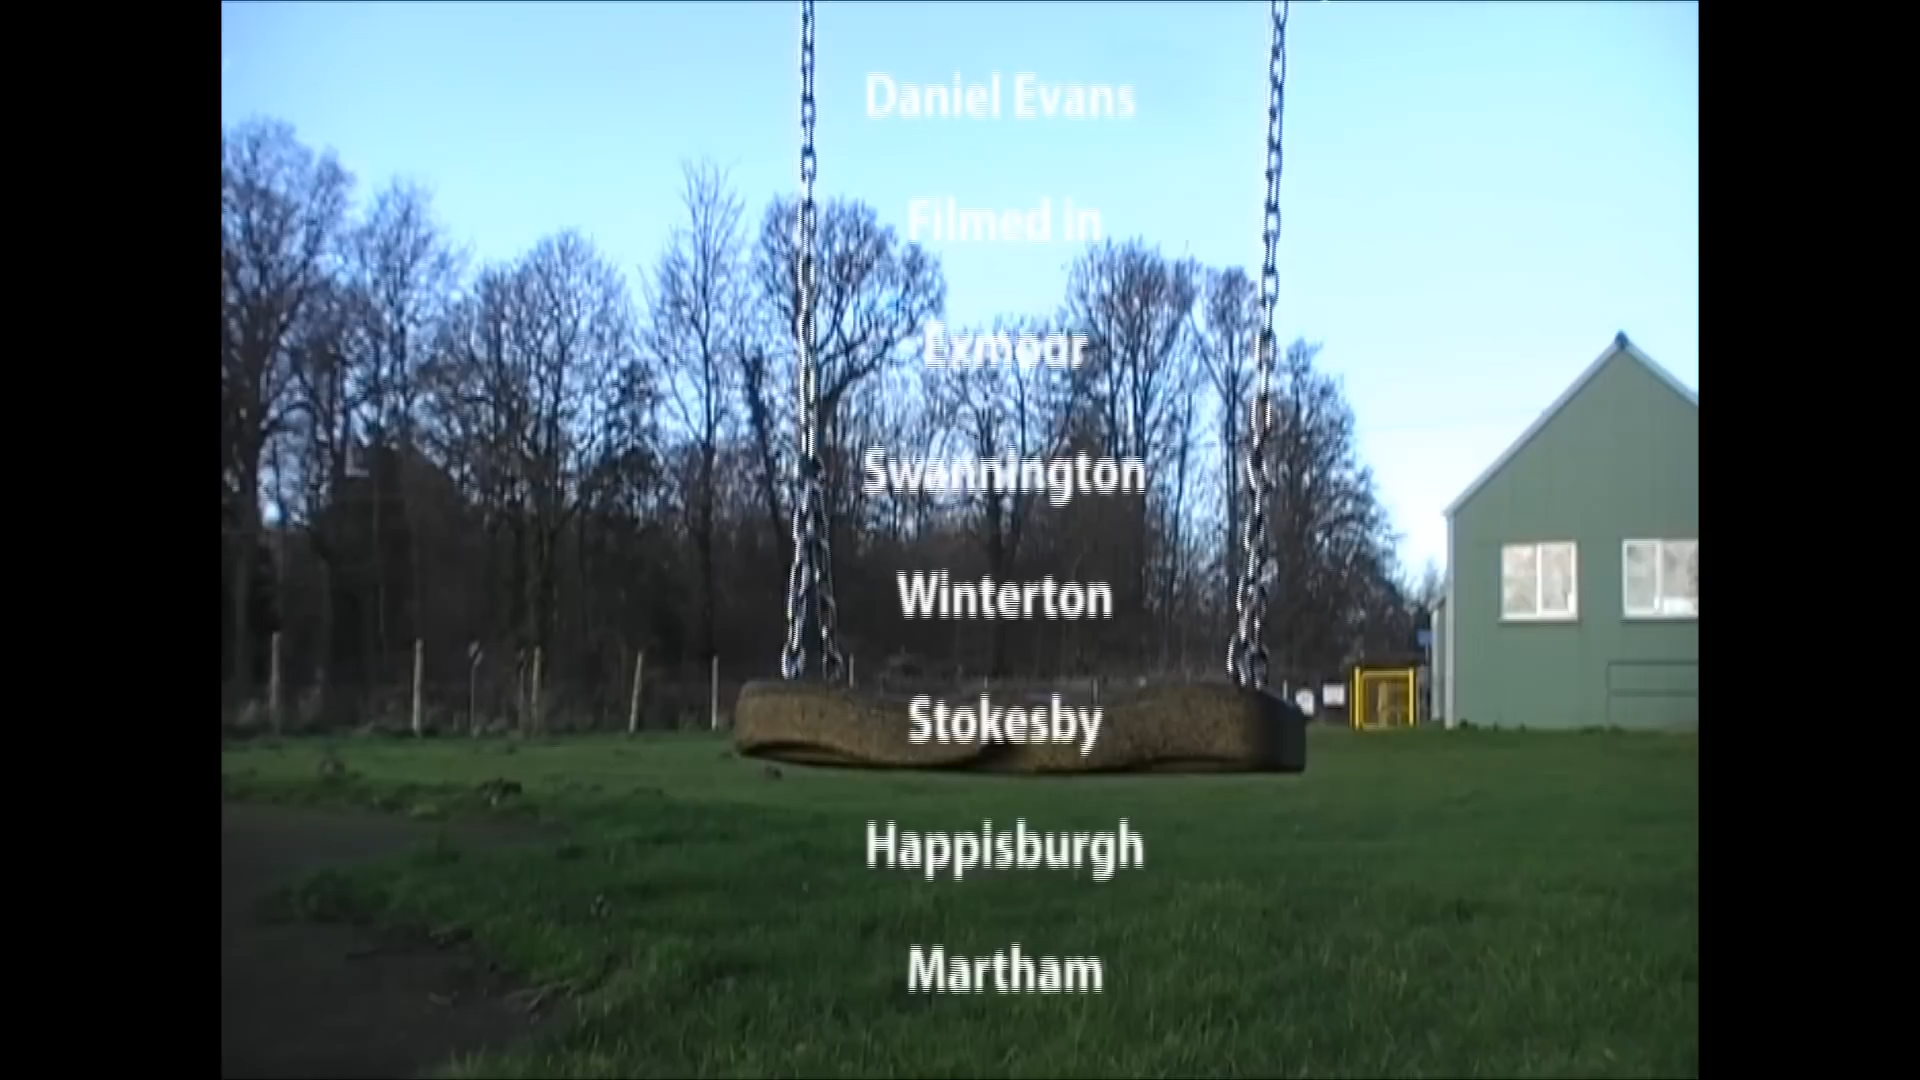 Daniel Evans
Filmed in
Exmoor
Swannington
Winterton
Stokesby
Happisburgh
Martham